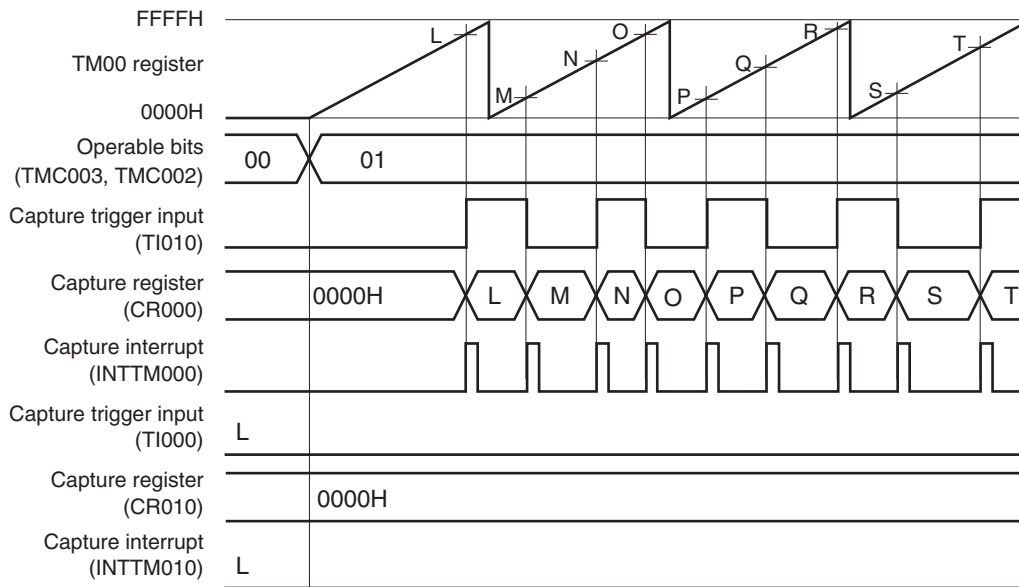 FFFFH
TM00 register
0000H
L
M
N
O
P
Q
R
S
T
Operable bits
(TMC003, TMC002)
00
01
Capture trigger input
(TI010)
Capture register
(CR000)
0000H
L
M
N
O
P
Q
R
S
T
Capture interrupt
(INTTM000)
Capture trigger input
(TI000)
L
Capture register
(CR010)
0000H
Capture interrupt
(INTTM010)
L